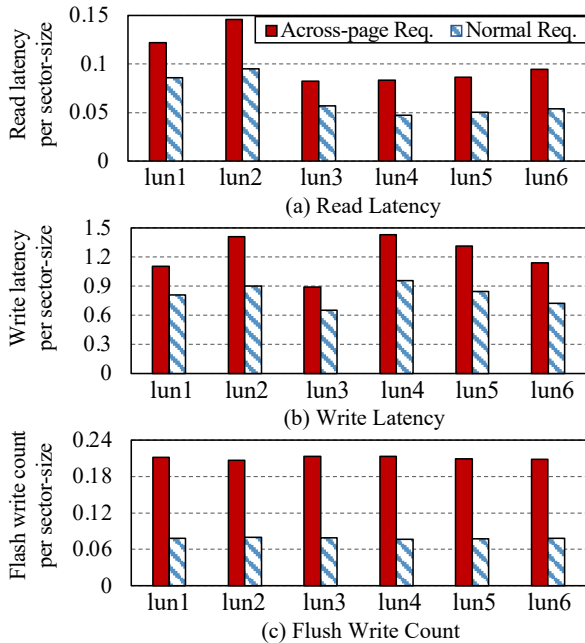 Read latency
per sector-size
0.15
0.1
0.05
0
Across-page Req.
Normal Req.
lun1 lun2 lun3 lun4 lun5 lun6
(a) Read Latency
Write latency
per sector-size
1.5
1.2
0.9
0.6
0.3
0
lun1 lun2 lun3 lun4 lun5 lun6
(b) Write Latency
Flash write count
per sector-size
0.24
0.18
0.12
0.06
0
lun1 lun2 lun3 lun4 lun5 lun6
(c) Flush Write Count